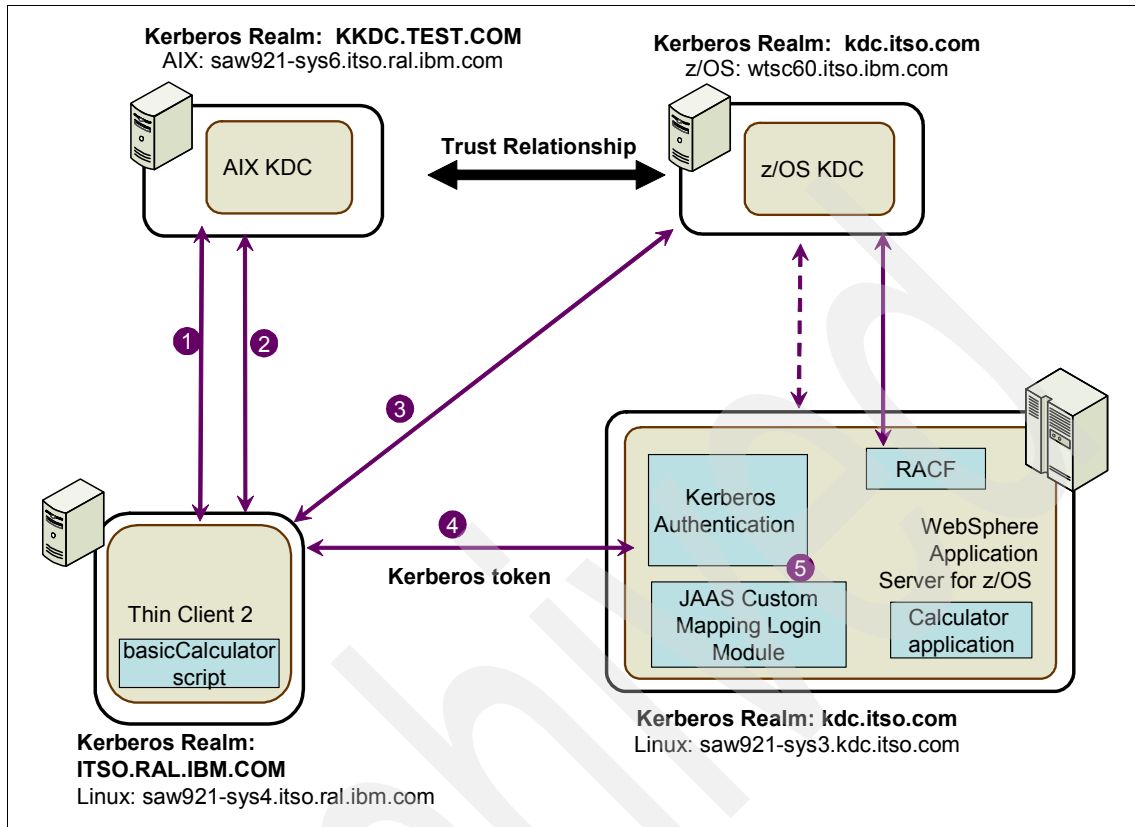 Kerberos Realm: KKDC.TEST.COM
AIX: saw921-sys6.itso.ral.ibm.com
Kerberos Realm: kdc.itso.com
z/OS: wtsc60.itso.ibm.com
AIX KDC
Trust Relationship
z/OS KDC
1
2
3
4
Kerberos token
Thin Client 2
basicCalculator
script
Kerberos Realm:
ITSO.RAL.IBM.COM
Linux: saw921-sys4.itso.ral.ibm.com
Kerberos
Authentication
5
JAAS Custom
Mapping Login
Module
RACF
WebSphere
Application
Server for z/OS
Calculator
application
Kerberos Realm: kdc.itso.com
Linux: saw921-sys3.kdc.itso.com